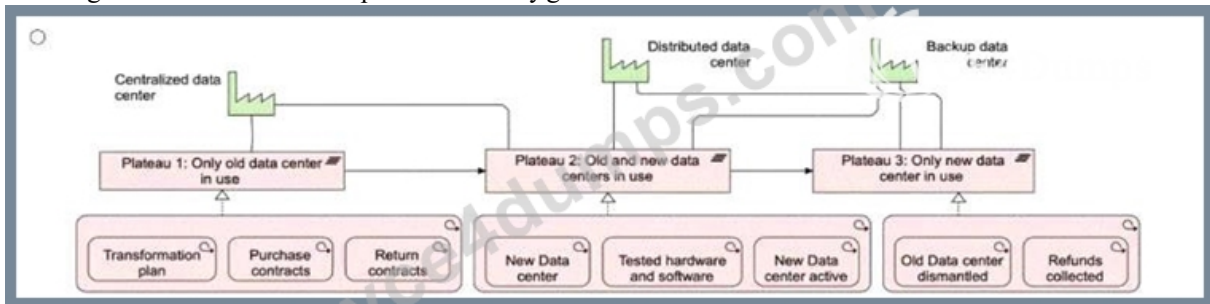 Centralized data
center
Distributed data
center
Backup data
center
Plateau 1: Only old data center
in use
Plateau 2: Old and new data
centers in use
Plateau 3: Only new data
center in use
Transformation
plan
Purchase
contracts
Return
contracts
New Data
center
Tested hardware
and software
New Data
center active
Old Data center
dismantled
Refunds
collected
vce4dumps.com